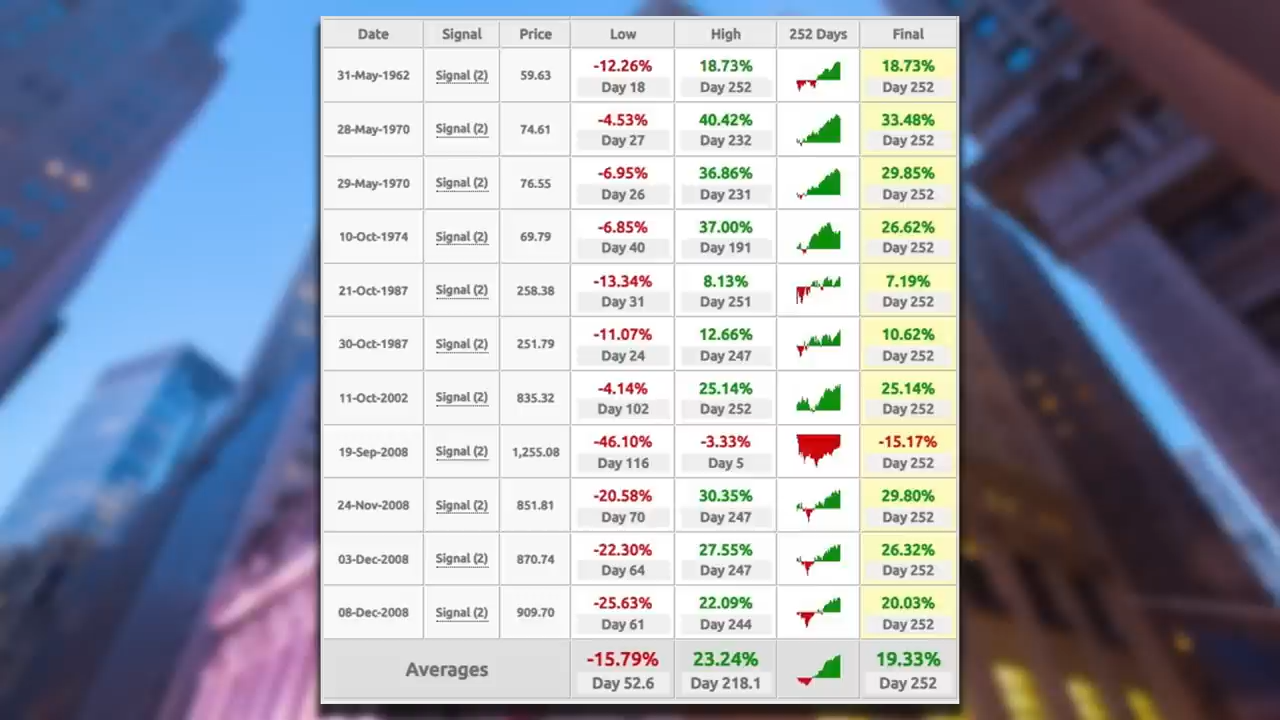 Date Signal Price Low High 252 Days Final
31-May-1962 Signal (2) 59.63 -12.26% 18.73% 18.73%
Day 18 Day 252 Day 252
28-May-1970 Signal (2) 74.61 -4.53% 40.42% 33.48%
Day 27 Day 232 Day 252
29-May-1970 Signal (2) 76.55 -6.95% 36.86% 29.85%
Day 26 Day 231 Day 252
10-Oct-1974 Signal (2) 69.79 -6.85% 37.00% 26.62%
Day 40 Day 191 Day 252
21-Oct-1987 Signal (2) 258.38 -13.34% 8.13% 7.19%
Day 31 Day 251 Day 252
30-Oct-1987 Signal (2) 251.79 -11.07% 12.66% 10.62%
Day 24 Day 247 Day 252
11-Oct-2002 Signal (2) 835.32 -4.14% 25.14% 25.14%
Day 102 Day 252 Day 252
19-Sep-2008 Signal (2) 1,255.08 -46.10% -3.33% -15.17%
Day 116 Day 5 Day 252
24-Nov-2008 Signal (2) 851.81 -20.58% 30.35% 29.80%
Day 70 Day 247 Day 252
03-Dec-2008 Signal (2) 870.74 -22.30% 27.55% 26.32%
Day 64 Day 247 Day 252
08-Dec-2008 Signal (2) 909.70 -25.63% 22.09% 20.03%
Day 61 Day 244 Day 252
Averages -15.79% 23.24% 19.33%
Day 52.6 Day 218.1 Day 252